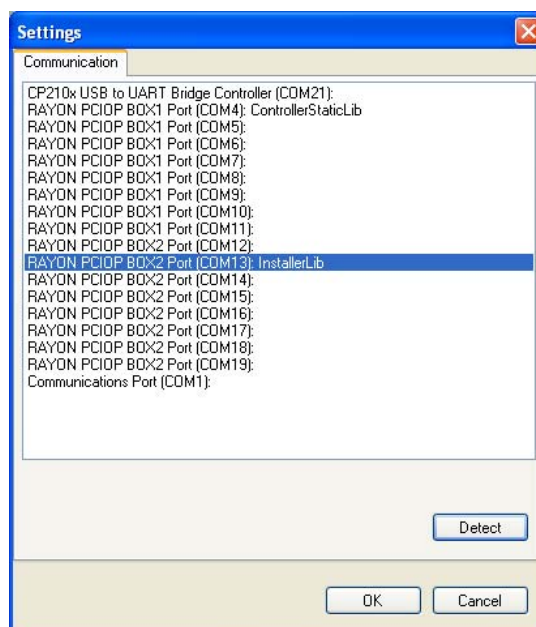 Settings
Communication
CP210x USB to UART Bridge Controller (COM21):
RAYON PCIOP BOX1 Port (COM4): ControllerStaticLib
RAYON PCIOP BOX1 Port (COM5):
RAYON PCIOP BOX1 Port (COM6):
RAYON PCIOP BOX1 Port (COM7):
RAYON PCIOP BOX1 Port (COM8):
RAYON PCIOP BOX1 Port (COM9):
RAYON PCIOP BOX1 Port (COM10):
RAYON PCIOP BOX1 Port (COM11):
RAYON PCIOP BOX2 Port (COM12):
RAYON PCIOP BOX2 Port (COM13): InstallerLib
RAYON PCIOP BOX2 Port (COM14):
RAYON PCIOP BOX2 Port (COM15):
RAYON PCIOP BOX2 Port (COM16):
RAYON PCIOP BOX2 Port (COM17):
RAYON PCIOP BOX2 Port (COM18):
RAYON PCIOP BOX2 Port (COM19):
Communications Port (COM1):
Detect
OK Cancel